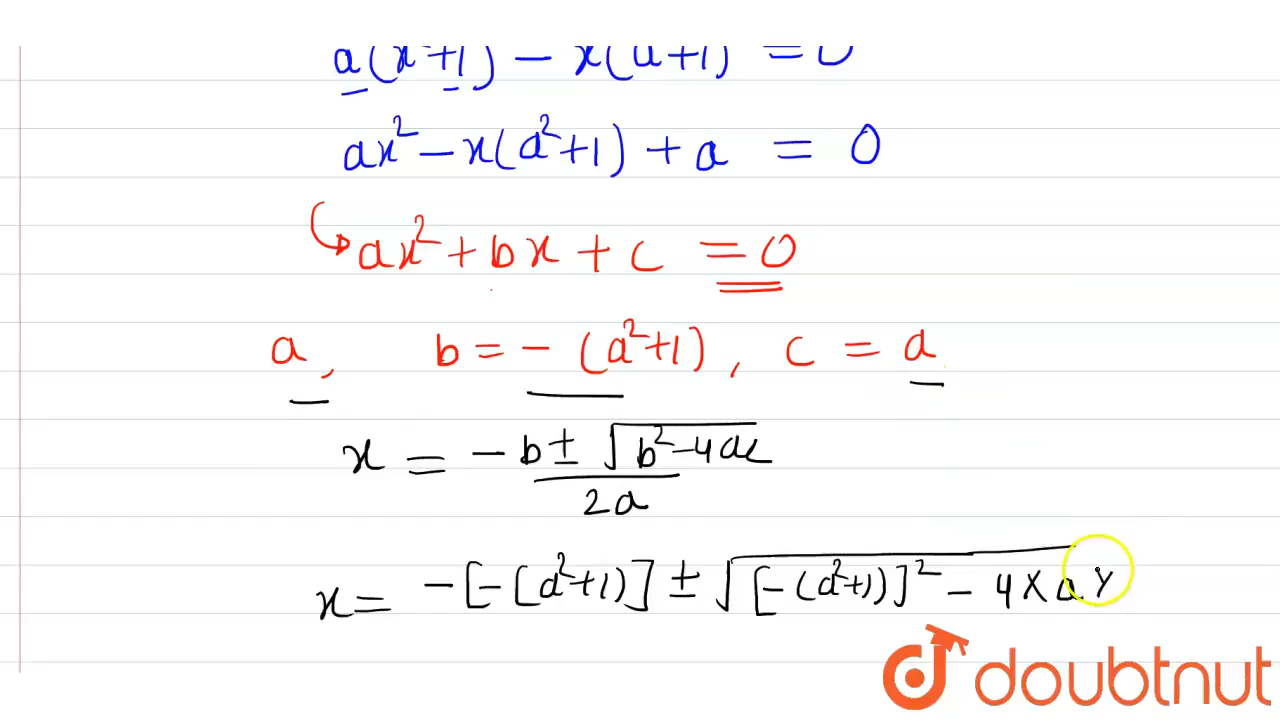 a(x²+1) − x(a²+1) = 0
ax² − x(a²+1) + a = 0
ax² + bx + c = 0
a, b = − (a²+1), c = a
x = −b ± √b²−4ac
2a
x = −[−[a²+1)] ± √[−(a²+1)]² − 4×a×
doubtnut